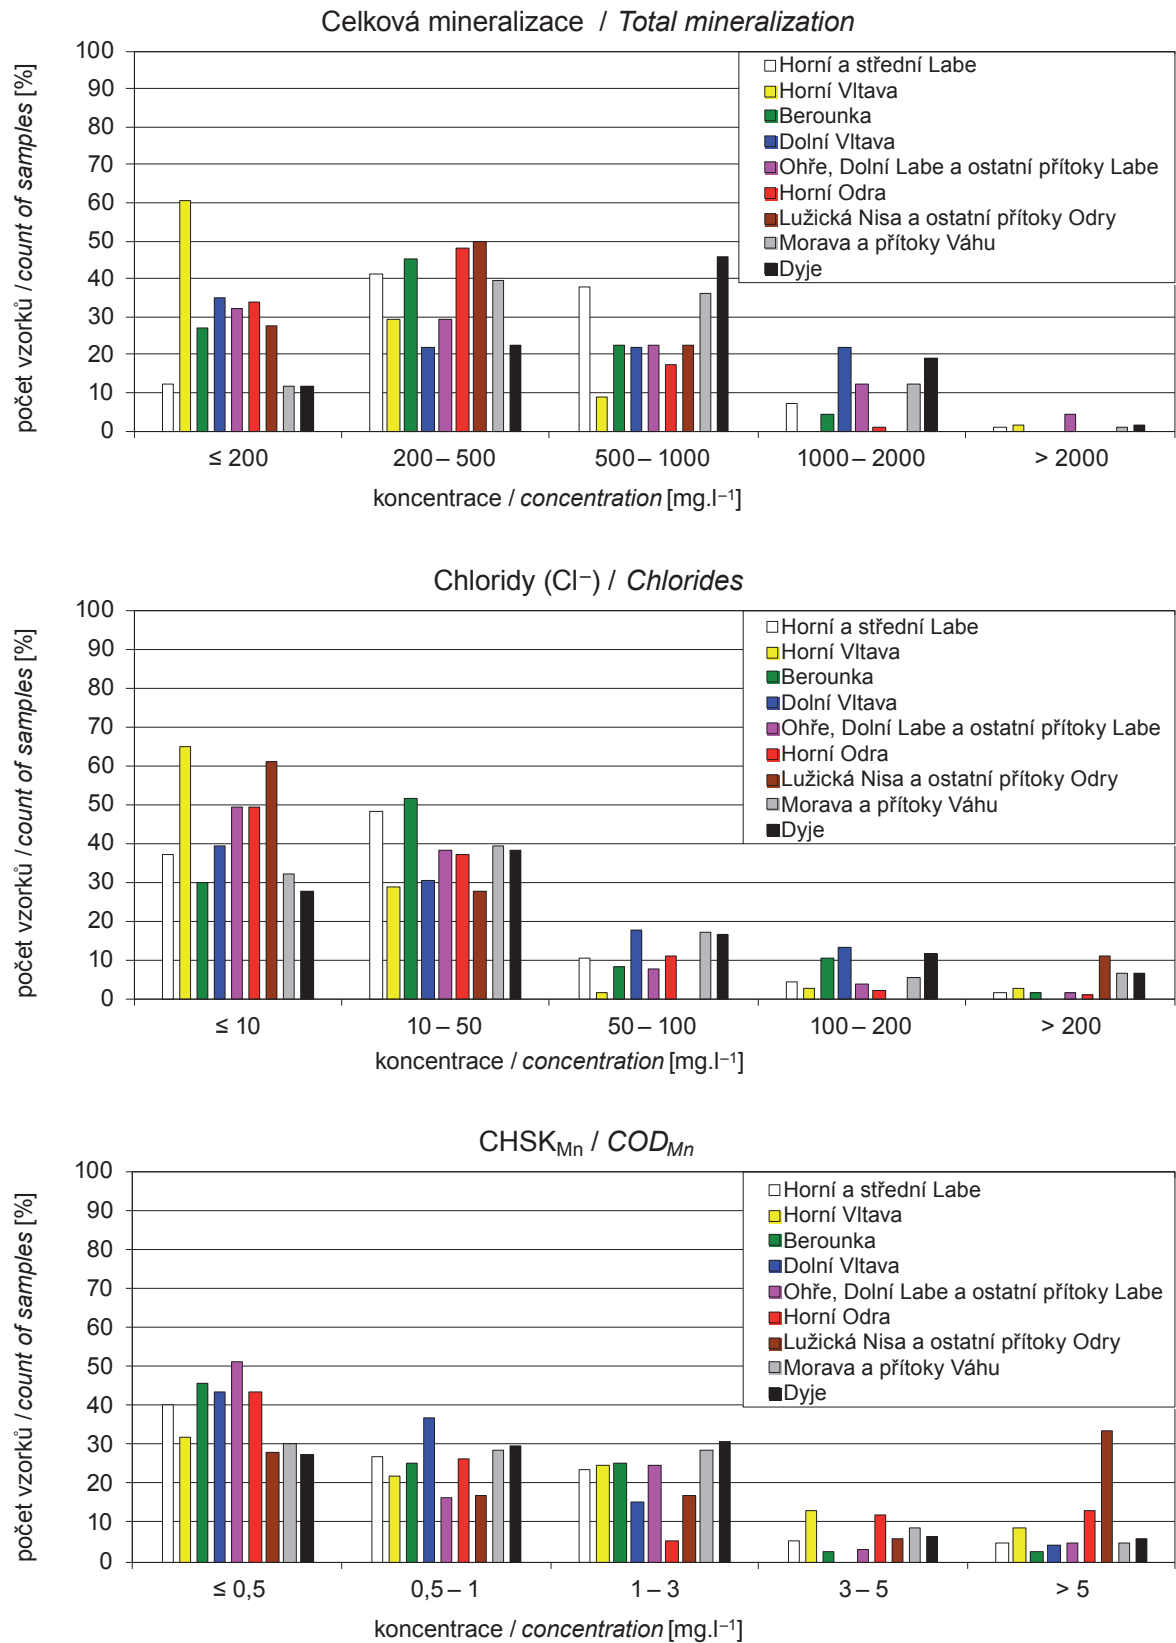 Celková mineralizace / Total mineralization
počet vzorků / count of samples [%]
100
90
80
70
60
50
40
30
20
10
0
Horní a střední Labe
Horní Vltava
Berounka
Dolní Vltava
Ohře, Dolní Labe a ostatní přítoky Labe
Horní Odra
Lužická Nisa a ostatní přítoky Odry
Morava a přítoky Váhu
Dyje
≤ 200 200 – 500 500 – 1000 1000 – 2000 > 2000
koncentrace / concentration [mg.l⁻¹]
Chloridy (Cl⁻) / Chlorides
počet vzorků / count of samples [%]
100
90
80
70
60
50
40
30
20
10
0
Horní a střední Labe
Horní Vltava
Berounka
Dolní Vltava
Ohře, Dolní Labe a ostatní přítoky Labe
Horní Odra
Lužická Nisa a ostatní přítoky Odry
Morava a přítoky Váhu
Dyje
≤ 10 10 – 50 50 – 100 100 – 200 > 200
koncentrace / concentration [mg.l⁻¹]
CHSK_Mn / COD_Mn
počet vzorků / count of samples [%]
100
90
80
70
60
50
40
30
20
10
0
Horní a střední Labe
Horní Vltava
Berounka
Dolní Vltava
Ohře, Dolní Labe a ostatní přítoky Labe
Horní Odra
Lužická Nisa a ostatní přítoky Odry
Morava a přítoky Váhu
Dyje
≤ 0,5 0,5 – 1 1 – 3 3 – 5 > 5
koncentrace / concentration [mg.l⁻¹]